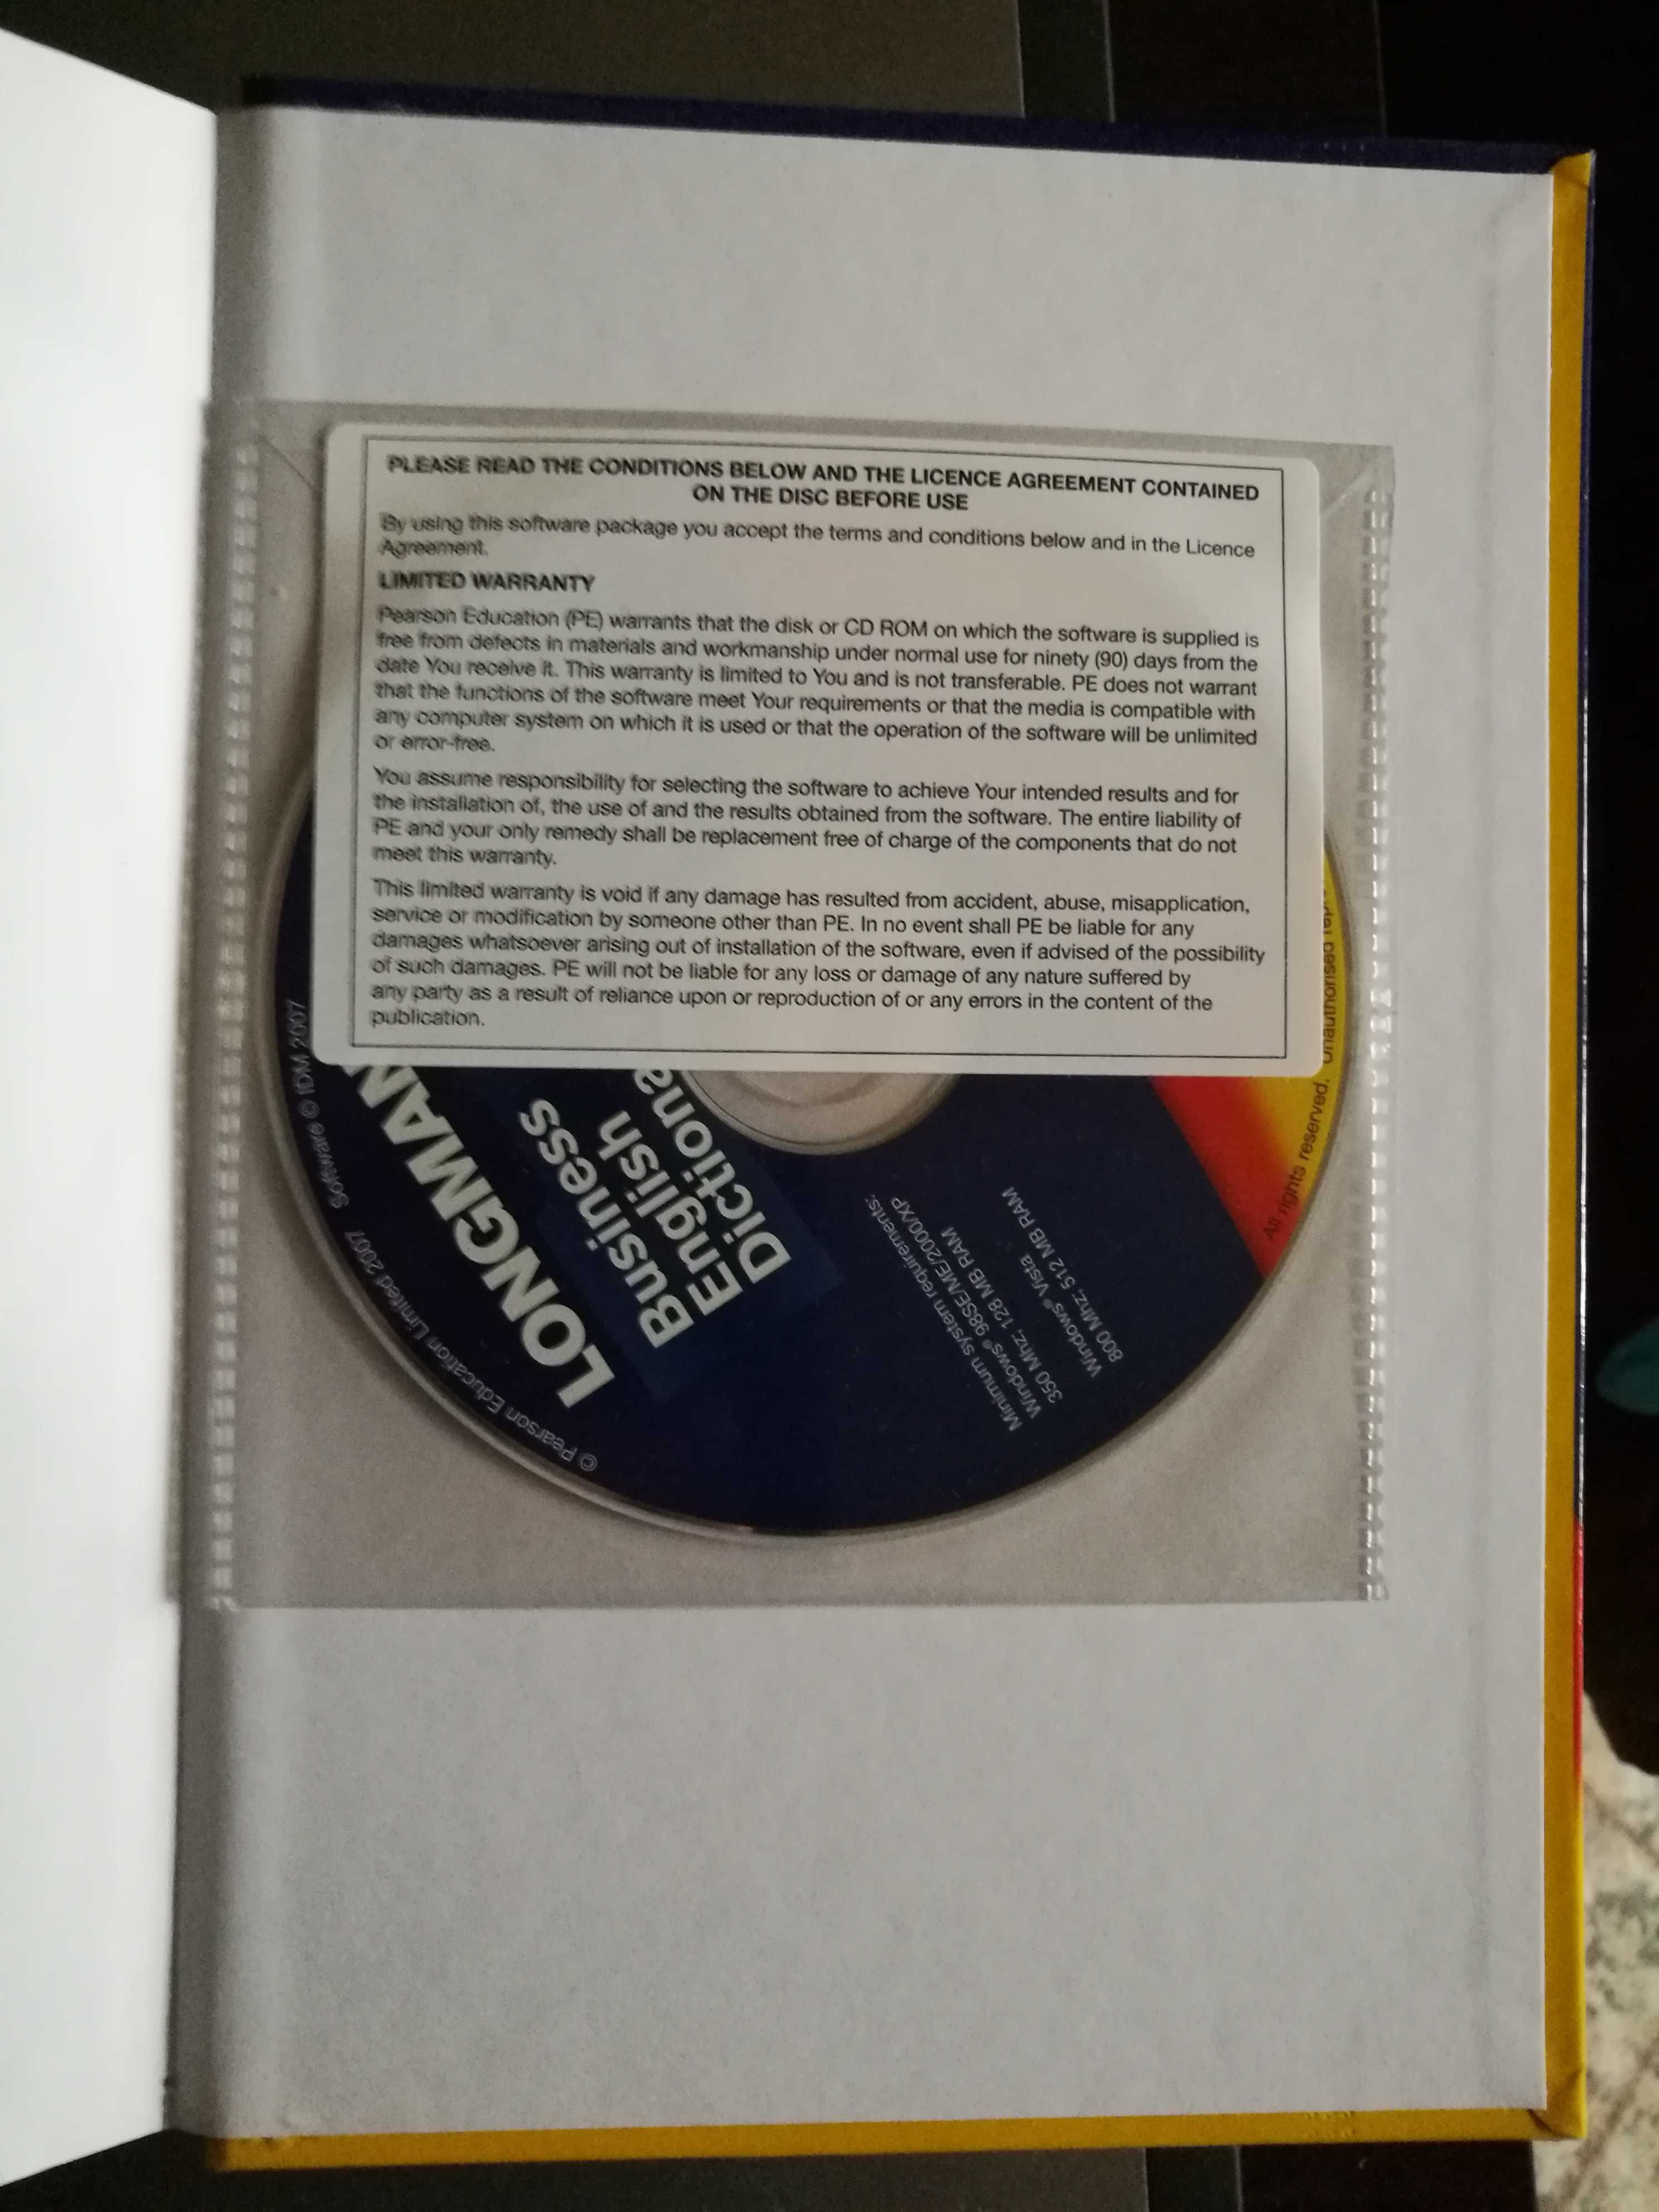 PLEASE READ THE CONDITIONS BELOW AND THE LICENCE AGREEMENT CONTAINED
ON THE DISC BEFORE USE
By using this software package you accept the terms and conditions below and in the Licence
Agreement.
LIMITED WARRANTY
Pearson Education (PE) warrants that the disk or CD ROM on which the software is supplied is
free from defects in materials and workmanship under normal use for ninety (90) days from the
date You receive it. This warranty is limited to You and is not transferable. PE does not warrant
that the functions of the software meet Your requirements or that the media is compatible with
any computer system on which it is used or that the operation of the software will be unlimited
or error-free.
You assume responsibility for selecting the software to achieve Your intended results and for
the installation of, the use of and the results obtained from the software. The entire liability of
PE and your only remedy shall be replacement free of charge of the components that do not
meet this warranty.
This limited warranty is void if any damage has resulted from accident, abuse, misapplication,
service or modification by someone other than PE. In no event shall PE be liable for any
damages whatsoever arising out of installation of the software, even if advised of the possibility
of such damages. PE will not be liable for any loss or damage of any nature suffered by
any party as a result of reliance upon or reproduction of or any errors in the content of the
publication.
LONGMAN
Business
English
Dictiona
Minimum system requirements:
Windows® 98SE/ME/2000/XP
350 Mhz; 128 MB RAM
Windows® Vista
800 Mhz; 512 MB RAM
© Pearson Education Limited 2007 Software © IDM 2007
All rights reserved. Unauthorised